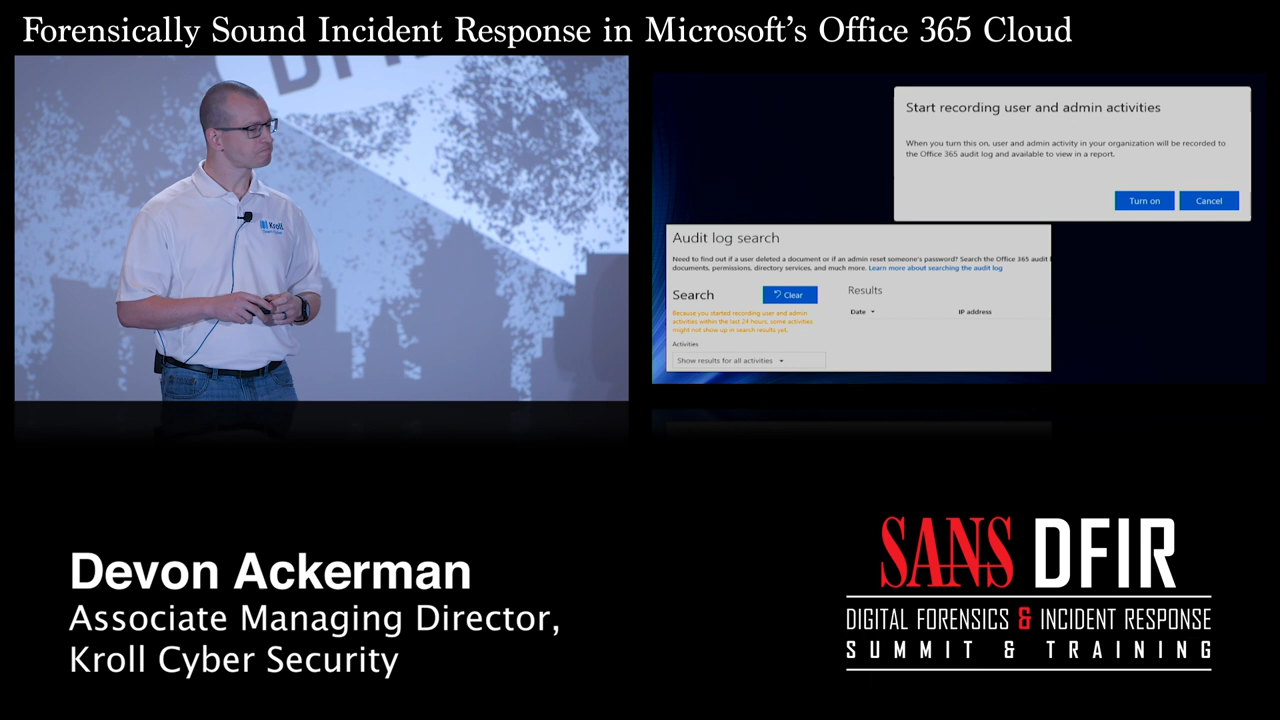 Forensically Sound Incident Response in Microsoft's Office 365 Cloud
DFIR
Kroll
Start recording user and admin activities
When you turn this on, user and admin activity in your organization will be recorded to
the Office 365 audit log and available to view in a report.
Turn on
Cancel
Audit log search
Need to find out if a user deleted a document or if an admin reset someone's password? Search the Office 365 audit l
documents, permissions, directory services, and much more. Learn more about searching the audit log
Search
Clear
Results
Because you started recording user and admin
activities within the last 24 hours, some activities
might not show up in search results yet.
Date
IP address
Activities
Show results for all activities
Devon Ackerman
Associate Managing Director,
Kroll Cyber Security
SANS DFIR
DIGITAL FORENSICS & INCIDENT RESPONSE
SUMMIT & TRAINING